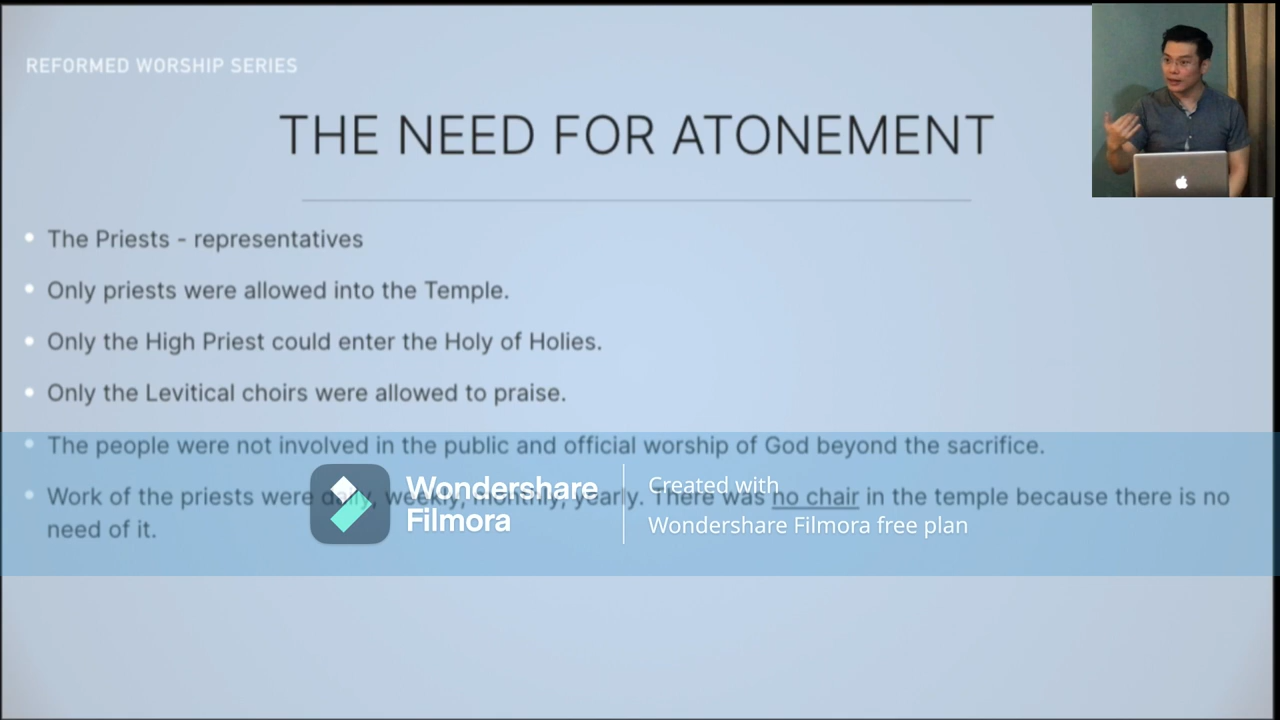 REFORMED WORSHIP SERIES
THE NEED FOR ATONEMENT
The Priests - representatives
Only priests were allowed into the Temple.
Only the High Priest could enter the Holy of Holies.
Only the Levitical choirs were allowed to praise.
The people were not involved in the public and official worship of God beyond the sacrifice.
Work of the priests were daily, weekly, monthly, yearly. There was no chair in the temple because there is no
need of it.
Wondershare
Filmora
Created with
Wondershare Filmora free plan